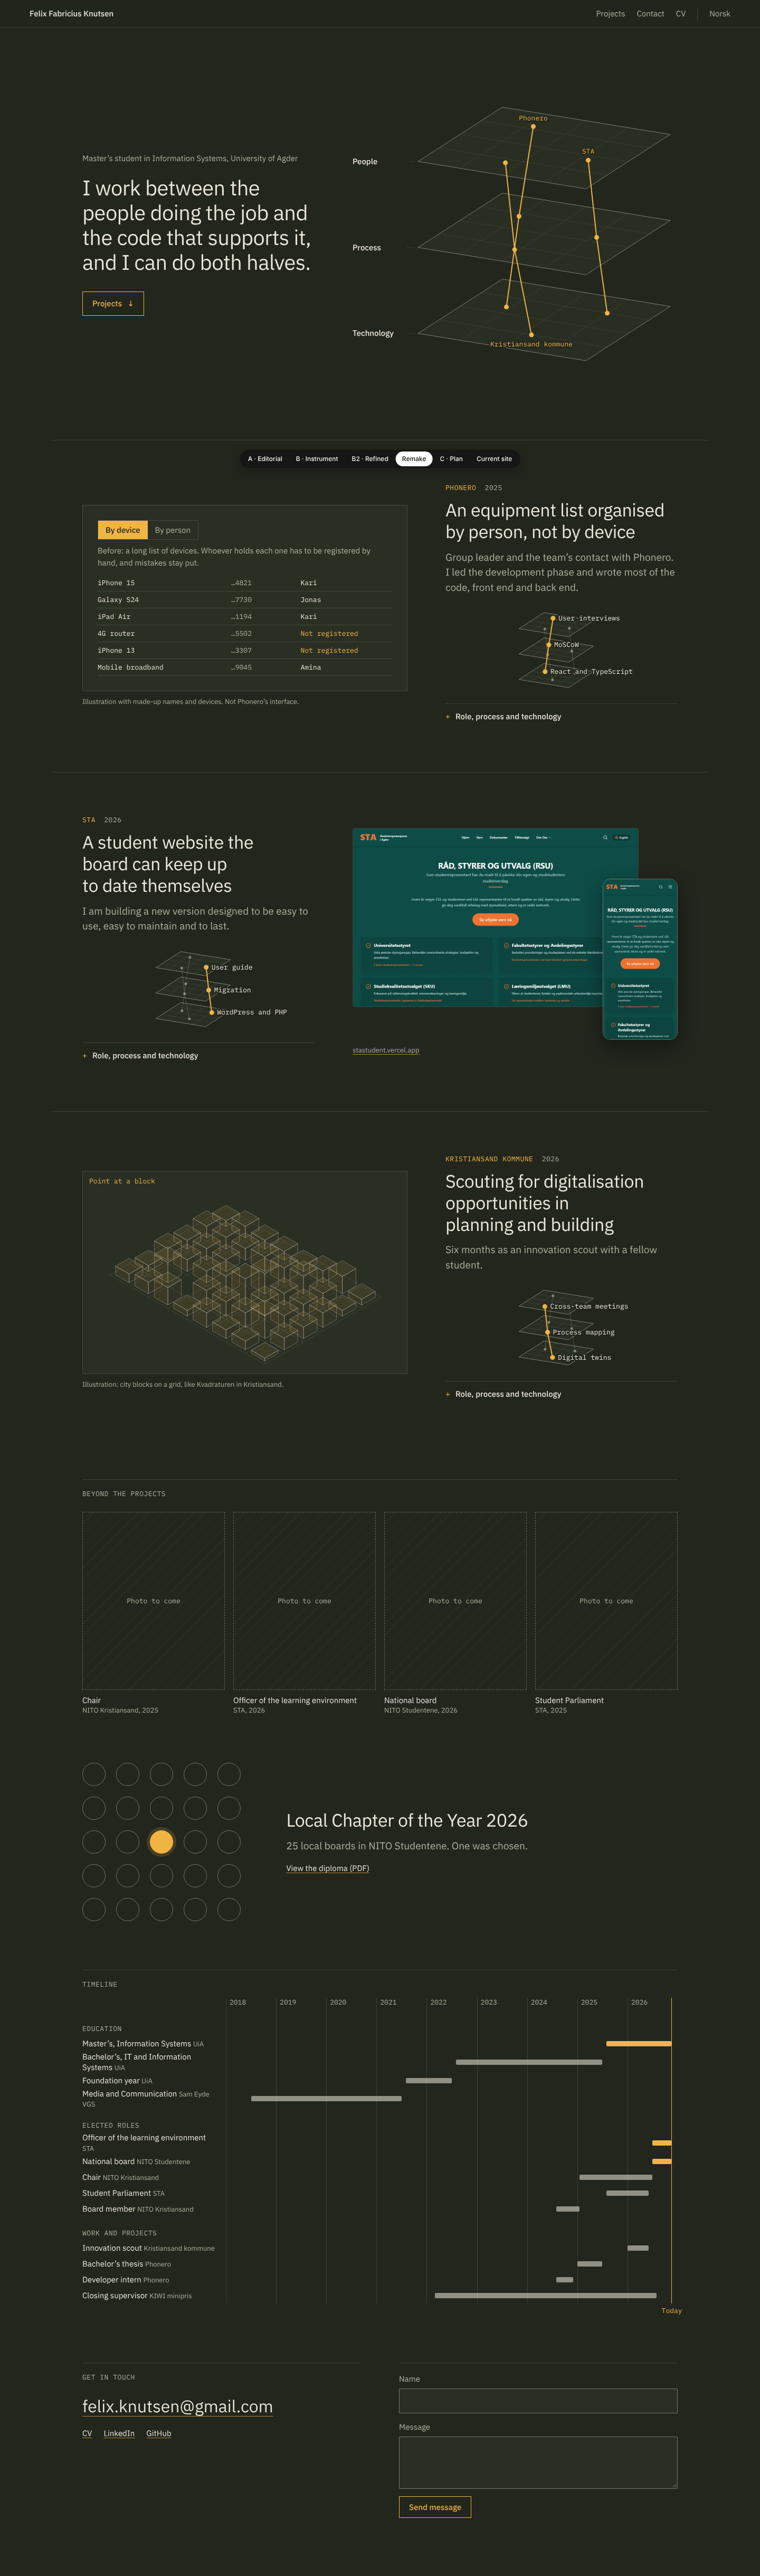 Felix Fabricius Knutsen
Projects Contact CV Norsk
Master's student in Information Systems, University of Agder
I work between the
people doing the job and
the code that supports it,
and I can do both halves.
Projects ↓
People
Process
Technology
Phonero
STA
Kristiansand kommune
A · Editorial B · Instrument B2 · Refined Remake C · Plan Current site
By device By person
Before: a long list of devices. Whoever holds each one has to be registered by
hand, and mistakes stay put.
iPhone 15 …4821 Kari
Galaxy S24 …7730 Jonas
iPad Air …1194 Kari
4G router …5502 Not registered
iPhone 13 …3307 Not registered
Mobile broadband …9045 Amina
Illustration with made-up names and devices. Not Phonero's interface.
PHONERO 2025
An equipment list organised
by person, not by device
Group leader and the team's contact with Phonero.
I led the development phase and wrote most of the
code, front end and back end.
User interviews
MoSCoW
React and TypeScript
+ Role, process and technology
STA 2026
A student website the
board can keep up
to date themselves
I am building a new version designed to be easy to
use, easy to maintain and to last.
User guide
Migration
WordPress and PHP
+ Role, process and technology
STA
RÅD, STYRER OG UTVALG (RSU)
Universitetsstyret
Fakultetsstyrer og Avdelingsstyrer
Studiekvalitetsutvalget (SKU)
Læringsmiljøutvalget (LMU)
STA
RÅD, STYRER OG UTVALG (RSU)
Universitetsstyret
Fakultetsstyrer og
Avdelingsstyrer
stastudent.vercel.app
Point at a block
Illustration: city blocks on a grid, like Kvadraturen in Kristiansand.
KRISTIANSAND KOMMUNE 2026
Scouting for digitalisation
opportunities in
planning and building
Six months as an innovation scout with a fellow
student.
Cross-team meetings
Process mapping
Digital twins
+ Role, process and technology
BEYOND THE PROJECTS
Photo to come Photo to come Photo to come Photo to come
Chair
NITO Kristiansand, 2025
Officer of the learning environment
STA, 2026
National board
NITO Studentene, 2026
Student Parliament
STA, 2025
Local Chapter of the Year 2026
25 local boards in NITO Studentene. One was chosen.
View the diploma (PDF)
TIMELINE
2018 2019 2020 2021 2022 2023 2024 2025 2026
EDUCATION
Master's, Information Systems UiA
Bachelor's, IT and Information
Systems UiA
Foundation year UiA
Media and Communication Sam Eyde
VGS
ELECTED ROLES
Officer of the learning environment
STA
National board NITO Studentene
Chair NITO Kristiansand
Student Parliament STA
Board member NITO Kristiansand
WORK AND PROJECTS
Innovation scout Kristiansand kommune
Bachelor's thesis Phonero
Developer intern Phonero
Closing supervisor KIWI minipris
Today
GET IN TOUCH
felix.knutsen@gmail.com
CV LinkedIn GitHub
Name
Message
Send message